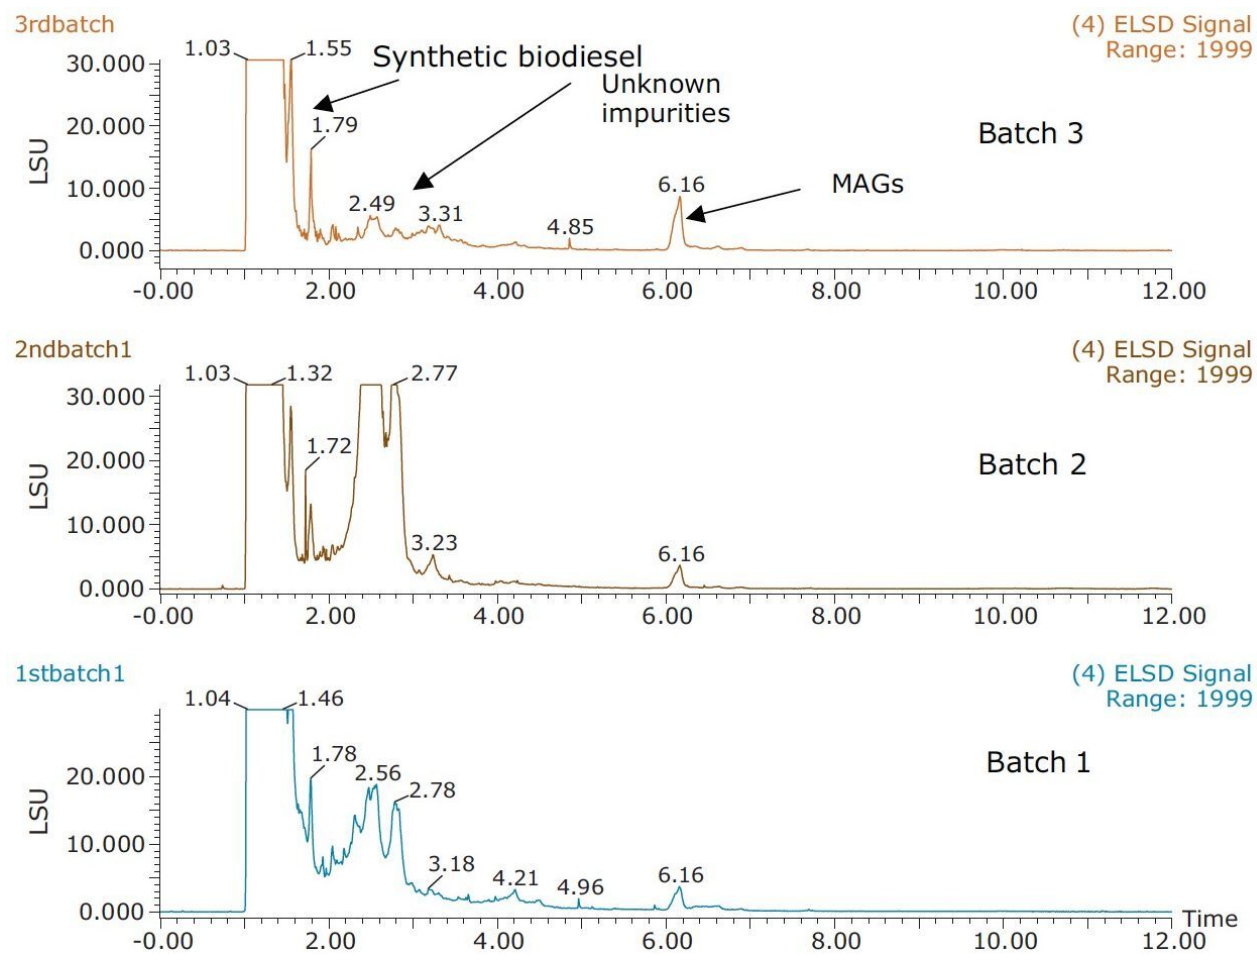 3rdbatch
(4) ELSD Signal
Range: 1999
1.03
1.55
Synthetic biodiesel
Unknown
impurities
30.000
20.000
10.000
0.000
LSU
1.79
2.49
3.31
4.85
6.16
MAGs
Batch 3
-0.00 2.00 4.00 6.00 8.00 10.00 12.00
2ndbatch1
(4) ELSD Signal
Range: 1999
1.03
1.32
2.77
30.000
20.000
10.000
0.000
LSU
1.72
3.23
6.16
Batch 2
-0.00 2.00 4.00 6.00 8.00 10.00 12.00
1stbatch1
(4) ELSD Signal
Range: 1999
1.04
1.46
20.000
10.000
0.000
LSU
1.78
2.56
2.78
3.18
4.21
4.96
6.16
Batch 1
Time
-0.00 2.00 4.00 6.00 8.00 10.00 12.00